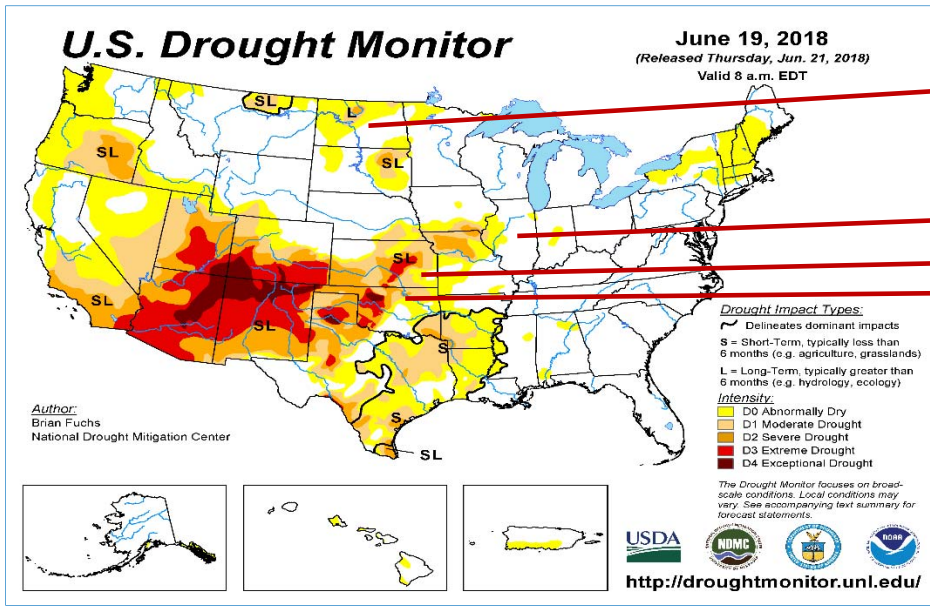 U.S. Drought Monitor
June 19, 2018
(Released Thursday, Jun. 21, 2018)
Valid 8 a.m. EDT
SL
L
SL
SL
SL
SL
SL
S
S
SL
Drought Impact Types:
Delineates dominant impacts
S = Short-Term, typically less than
6 months (e.g. agriculture, grasslands)
L = Long-Term, typically greater than
6 months (e.g. hydrology, ecology)
Intensity:
D0 Abnormally Dry
D1 Moderate Drought
D2 Severe Drought
D3 Extreme Drought
D4 Exceptional Drought
Author:
Brian Fuchs
National Drought Mitigation Center
The Drought Monitor focuses on broad-
scale conditions. Local conditions may
vary. See accompanying text summary for
forecast statements.
USDA
NDMC
NOAA
http://droughtmonitor.unl.edu/